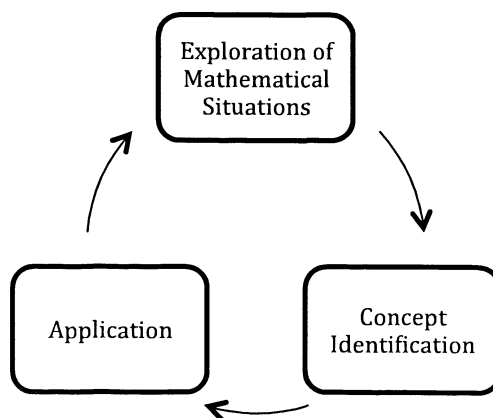 Exploration of
Mathematical
Situations
Application
Concept
Identification